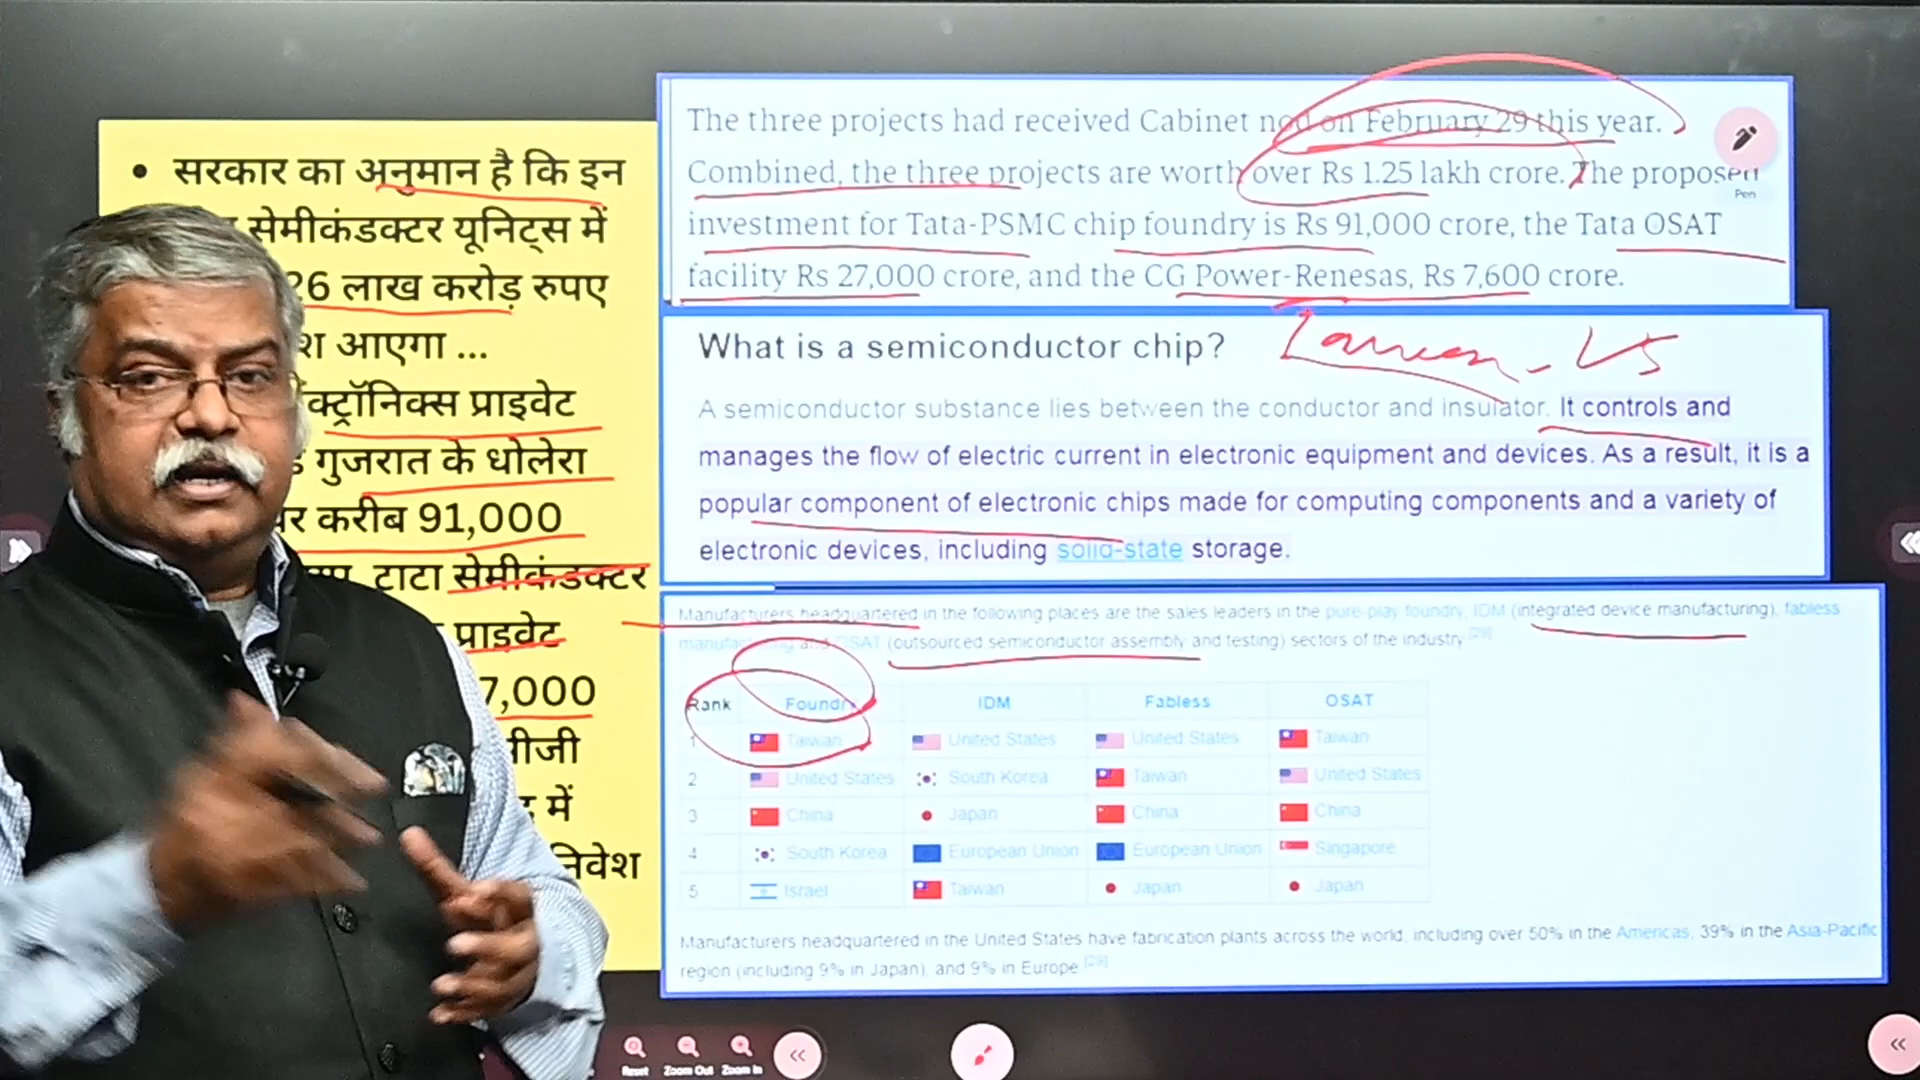 • सरकार का अनुमान है कि इन
सेमीकंडक्टर यूनिट्स में
26 लाख करोड़ रुपए
आएगा ...
प्राइवेट
गुजरात के धोलेरा
करीब 91,000
टाटा सेमीकंडक्टर
प्राइवेट
7,000
में
The three projects had received Cabinet nod on February 29 this year.
Combined, the three projects are worth over Rs 1.25 lakh crore. The proposed
investment for Tata-PSMC chip foundry is Rs 91,000 crore, the Tata OSAT
facility Rs 27,000 crore, and the CG Power-Renesas, Rs 7,600 crore.
Pen
What is a semiconductor chip?
US
A semiconductor substance lies between the conductor and insulator. It controls and
manages the flow of electric current in electronic equipment and devices. As a result, it is a
popular component of electronic chips made for computing components and a variety of
electronic devices, including solid-state storage.
Manufacturers headquartered in the following places are the sales leaders in the pure-play foundry, IDM (integrated device manufacturing), fabless
manufacturing and OSAT (outsourced semiconductor assembly and testing) sectors of the industry.[29]
Rank Foundry IDM Fabless OSAT
1 Taiwan United States United States Taiwan
2 United States South Korea Taiwan United States
3 China Japan China China
4 South Korea European Union European Union Singapore
5 Israel Taiwan Japan Japan
Manufacturers headquartered in the United States have fabrication plants across the world, including over 50% in the Americas, 39% in the Asia-Pacific
region (including 9% in Japan), and 9% in Europe.[29]
Reset Zoom Out Zoom In